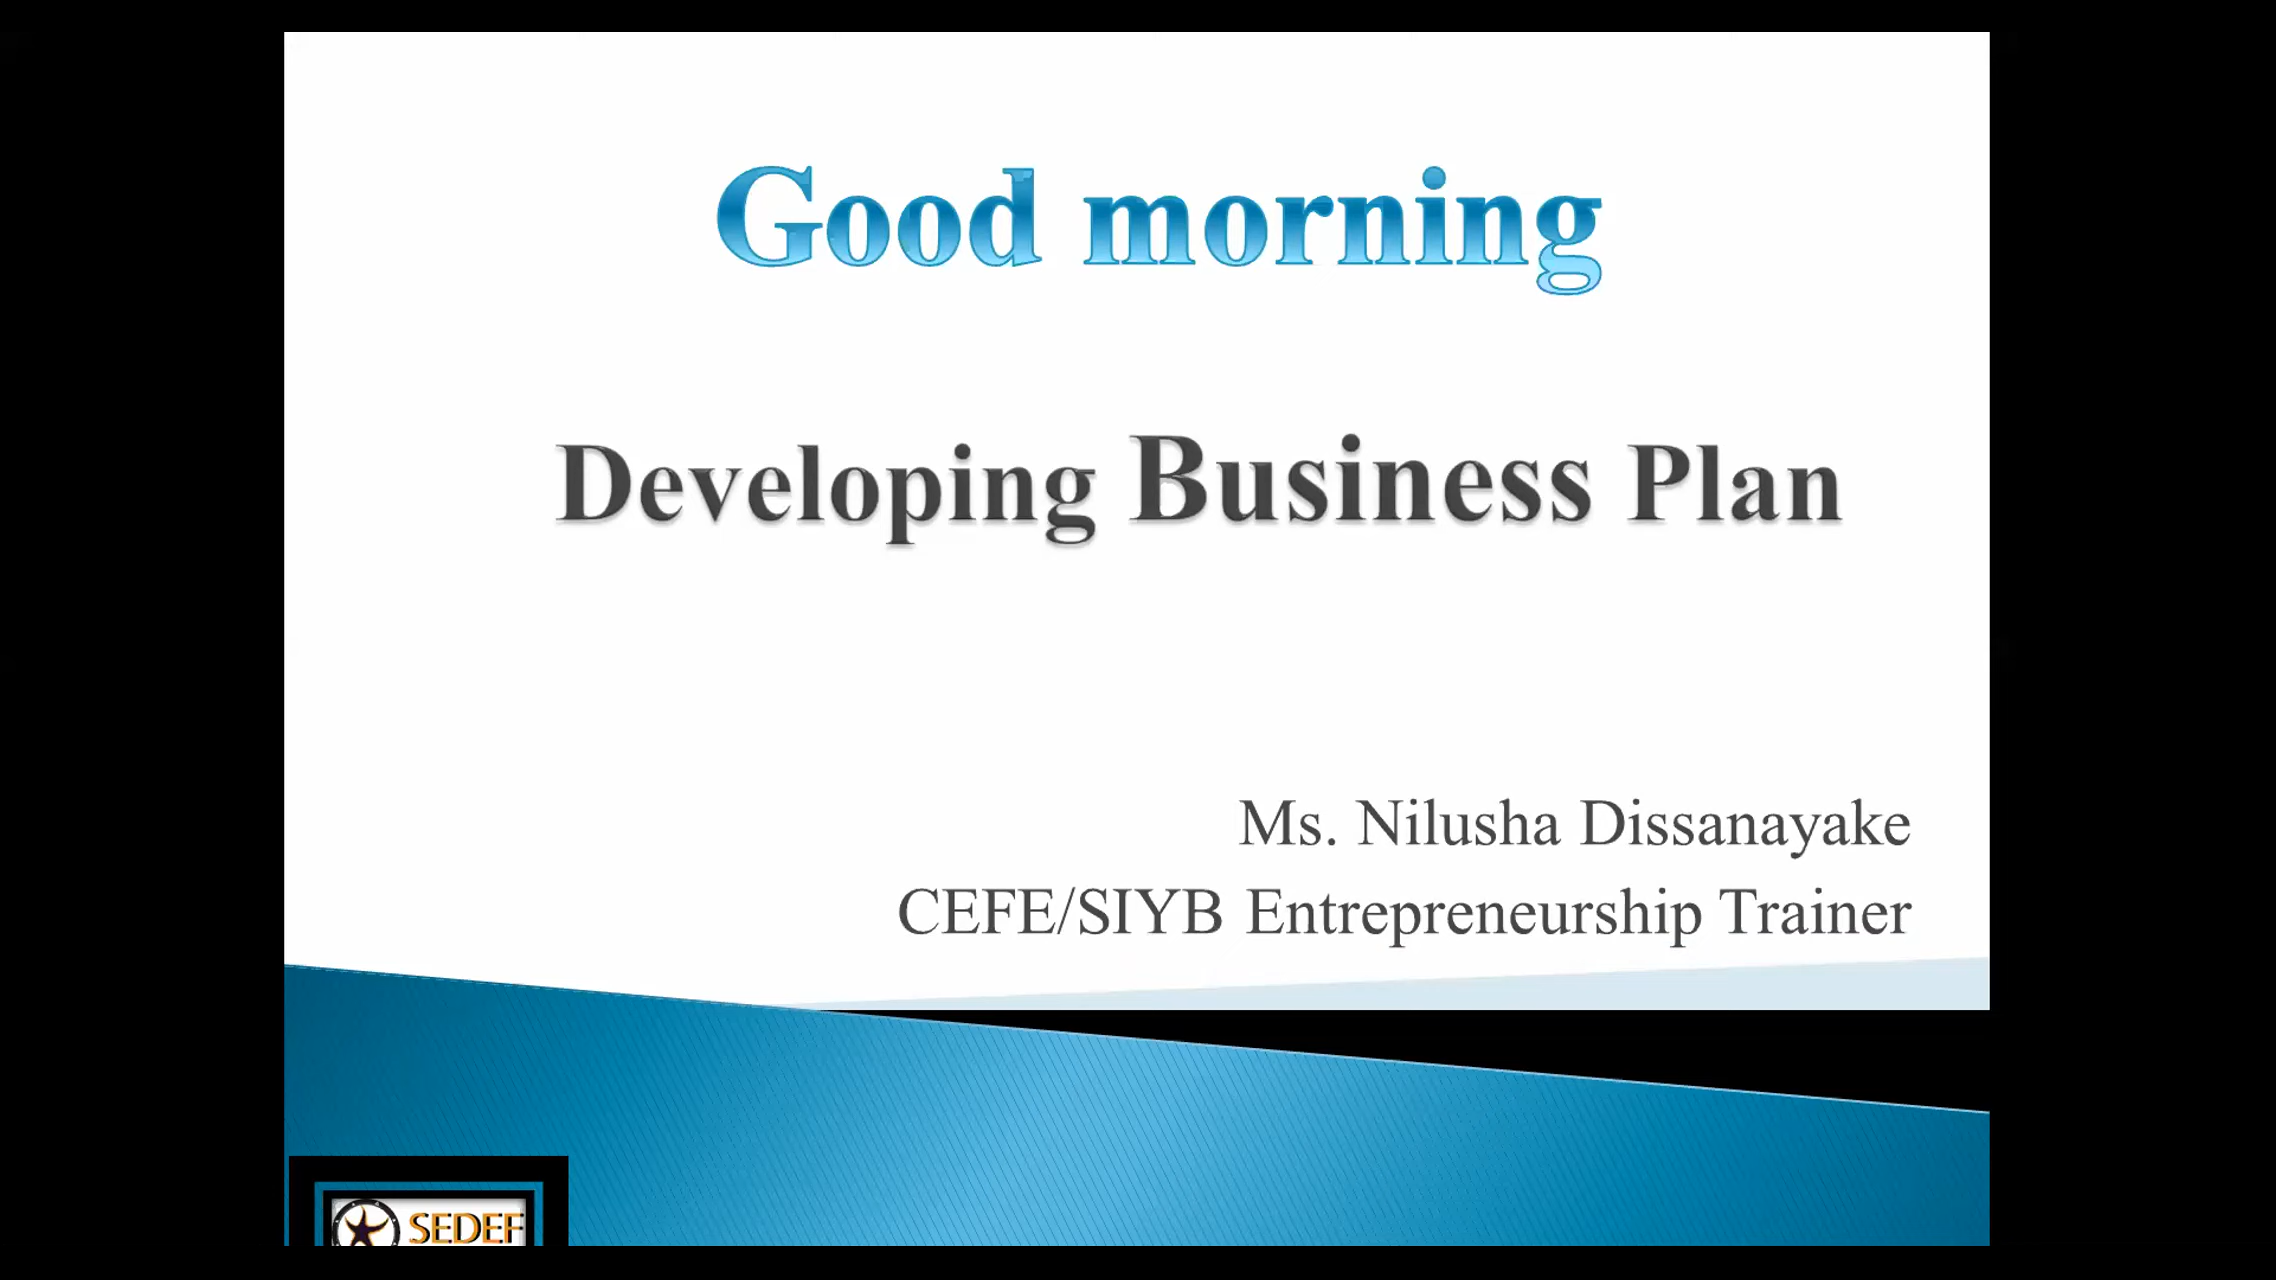 Good morning
Developing Business Plan
Ms. Nilusha Dissanayake
CEFE/SIYB Entrepreneurship Trainer
SEDEF